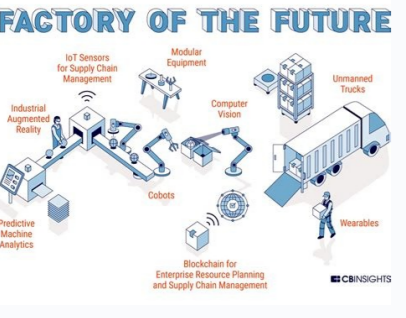 FACTORY OF THE FUTURE
IoT Sensors
for Supply Chain
Management
Modular
Equipment
Unmanned
Trucks
Industrial
Augmented
Reality
Computer
Vision
Cobots
Predictive
Machine
Analytics
Wearables
Blockchain for
Enterprise Resource Planning
and Supply Chain Management
CBINSIGHTS